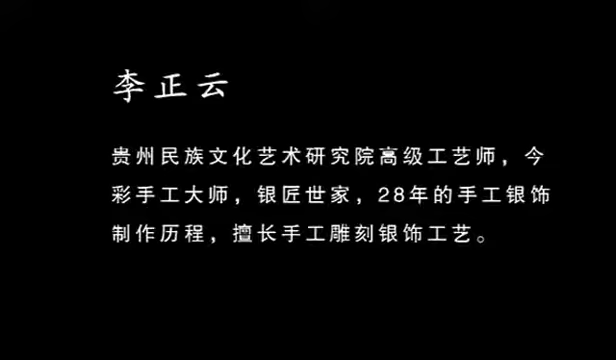 李正云
贵州民族文化艺术研究院高级工艺师，今
彩手工大师，银匠世家，28年的手工银饰
制作历程，擅长手工雕刻银饰工艺。